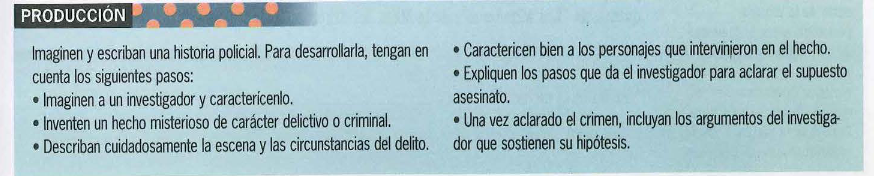 PRODUCCIÓN
Imaginen y escriban una historia policial. Para desarrollarla, tengan en
cuenta los siguientes pasos:
• Imaginen a un investigador y caracterícenlo.
• Inventen un hecho misterioso de carácter delictivo o criminal.
• Describan cuidadosamente la escena y las circunstancias del delito.
• Caractericen bien a los personajes que intervinieron en el hecho.
• Expliquen los pasos que da el investigador para aclarar el supuesto
asesinato.
• Una vez aclarado el crimen, incluyan los argumentos del investiga-
dor que sostienen su hipótesis.